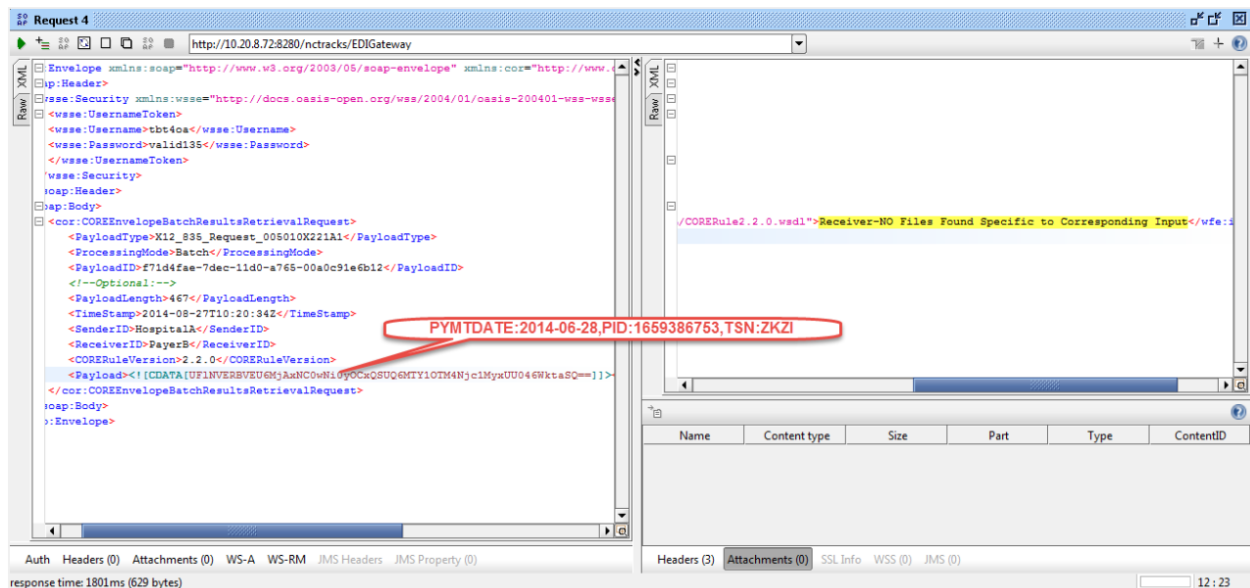 Request 4
http://10.20.8.72:8280/nctracks/EDIGateway
XML
Raw
Envelope xmlns:soap="http://www.w3.org/2003/05/soap-envelope" xmlns:cor="http://www.
ap:Header>
wsse:Security xmlns:wsse="http://docs.oasis-open.org/wss/2004/01/oasis-200401-wss-wsse
<wsse:UsernameToken>
<wsse:Username>tbt4oa</wsse:Username>
<wsse:Password>valid135</wsse:Password>
</wsse:UsernameToken>
wsse:Security>
soap:Header>
ap:Body>
<cor:COREEnvelopeBatchResultsRetrievalRequest>
<PayloadType>X12_835_Request_005010X221A1</PayloadType>
<ProcessingMode>Batch</ProcessingMode>
<PayloadID>f71d4fae-7dec-11d0-a765-00a0c91e6b12</PayloadID>
<!--Optional:-->
<PayloadLength>467</PayloadLength>
<TimeStamp>2014-08-27T10:20:34Z</TimeStamp>
<SenderID>HospitalA</SenderID>
<ReceiverID>PayerB</ReceiverID>
<CORERuleVersion>2.2.0</CORERuleVersion>
<Payload><![CDATA[UFlNVERBVEU6MjAxNC0wNi0yOCxQSUQ6MTY1OTM4Njc1MyxUU046WktaSQ==]]>
</cor:COREEnvelopeBatchResultsRetrievalRequest>
soap:Body>
p:Envelope>
PYMTDATE:2014-06-28,PID:1659386753,TSN:ZKZI
XML
Raw
/CORERule2.2.0.wsdl">Receiver-NO Files Found Specific to Corresponding Input</wfe:i
Name Content type Size Part Type ContentID
Auth Headers (0) Attachments (0) WS-A WS-RM JMS Headers JMS Property (0)
Headers (3) Attachments (0) SSL Info WSS (0) JMS (0)
response time: 1801ms (629 bytes)
12 : 23